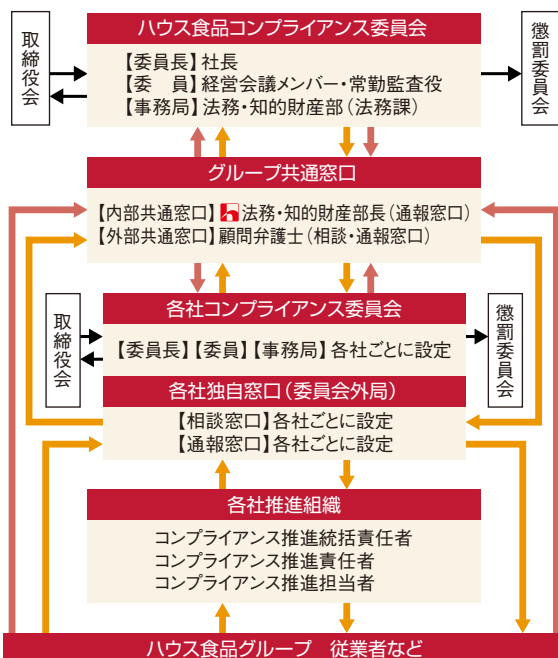 ハウス食品コンプライアンス委員会
取締役会
【委員長】社長
【委　員】経営会議メンバー・常勤監査役
【事務局】法務・知的財産部（法務課）
懲罰委員会
グループ共通窓口
【内部共通窓口】法務・知的財産部長（通報窓口）
【外部共通窓口】顧問弁護士（相談・通報窓口）
各社コンプライアンス委員会
取締役会
【委員長】【委員】【事務局】各社ごとに設定
懲罰委員会
各社独自窓口（委員会外局）
【相談窓口】各社ごとに設定
【通報窓口】各社ごとに設定
各社推進組織
コンプライアンス推進統括責任者
コンプライアンス推進責任者
コンプライアンス推進担当者
ハウス食品グループ　従業者など